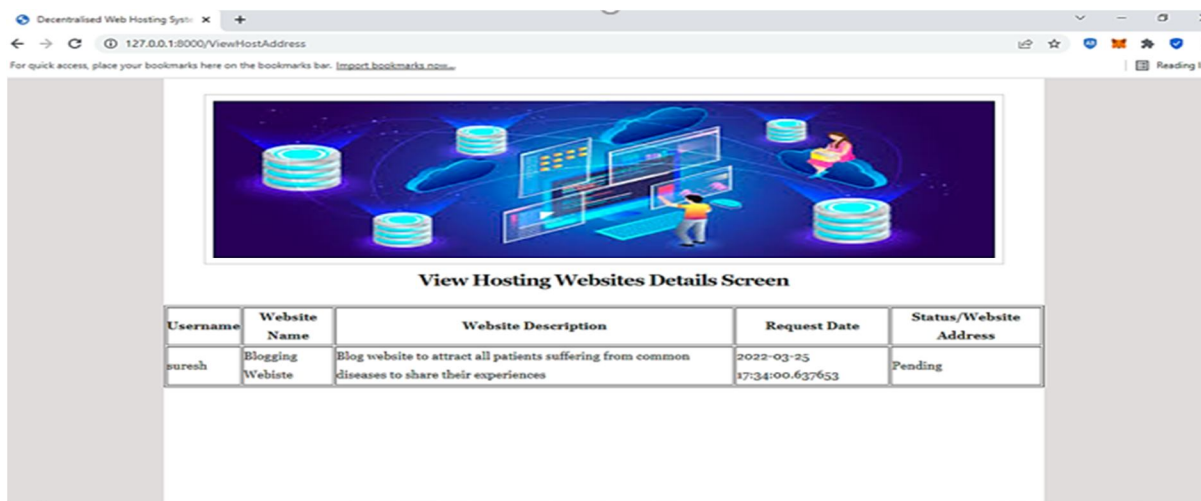 Decentralised Web Hosting Syst
127.0.0.1:8000/ViewHostAddress
For quick access, place your bookmarks here on the bookmarks bar. Import bookmarks now...
Reading l
View Hosting Websites Details Screen
Username Website Name Website Description Request Date Status/Website Address
suresh Blogging Webiste Blog website to attract all patients suffering from common diseases to share their experiences 2022-03-25 17:34:00.637653 Pending